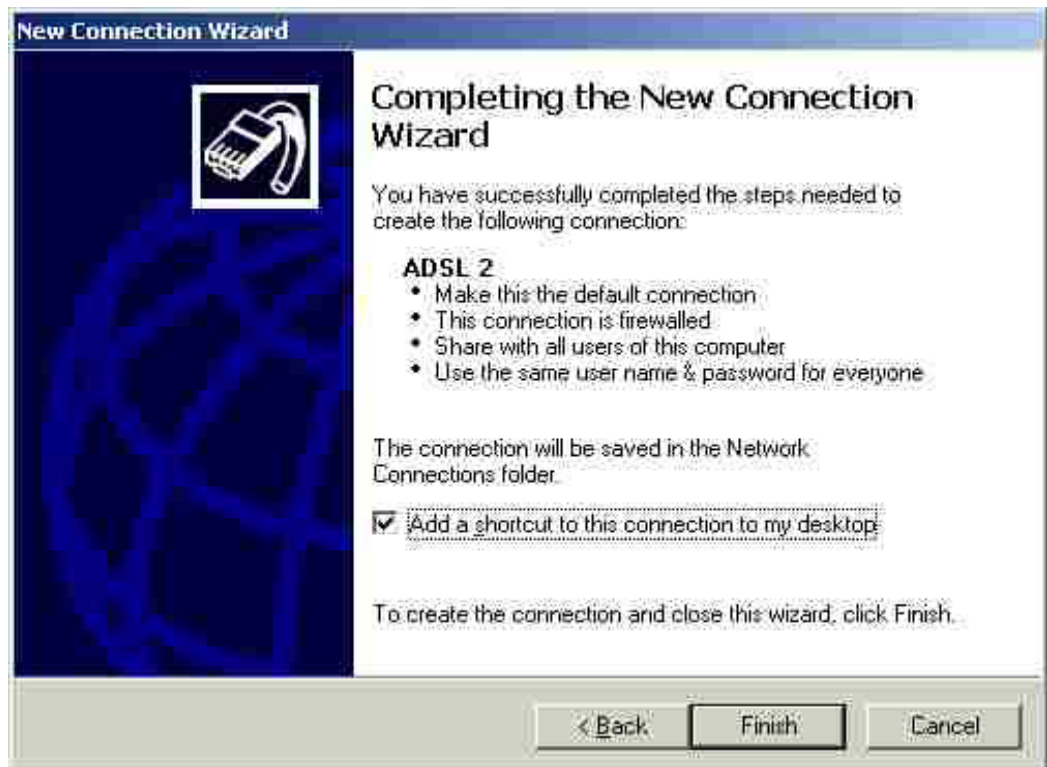 New Connection Wizard
Completing the New Connection
Wizard
You have successfully completed the steps needed to
create the following connection:
ADSL 2
• Make this the default connection
• This connection is firewalled
• Share with all users of this computer
• Use the same user name & password for everyone
The connection will be saved in the Network
Connections folder.
Add a shortcut to this connection to my desktop
To create the connection and close this wizard, click Finish.
< Back
Finish
Cancel